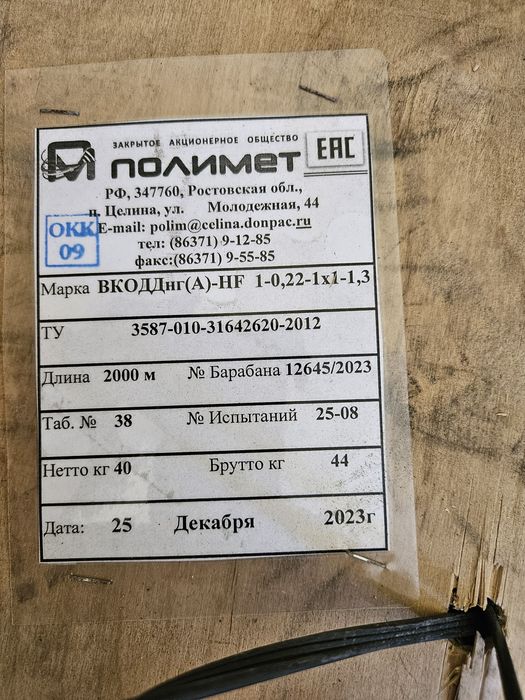 ЗАКРЫТОЕ АКЦИОНЕРНОЕ ОБЩЕСТВО
ПОЛИМЕТ
EAC
РФ, 347760, Ростовская обл.,
п. Целина, ул. Молодежная, 44
E-mail: polim@celina.donpac.ru
тел: (86371) 9-12-85
факс:(86371) 9-55-85
ОКК
09
Марка ВКОДДнг(А)-HF 1-0,22-1х1-1,3
ТУ 3587-010-31642620-2012
Длина 2000 м № Барабана 12645/2023
Таб. № 38 № Испытаний 25-08
Нетто кг 40 Брутто кг 44
Дата: 25 Декабря 2023г